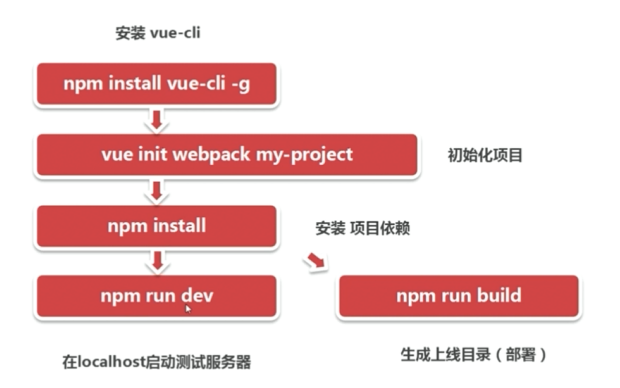 安装 vue-cli
npm install vue-cli -g
vue init webpack my-project
初始化项目
npm install
安装 项目依赖
npm run dev
npm run build
在localhost启动测试服务器
生成上线目录（部署）